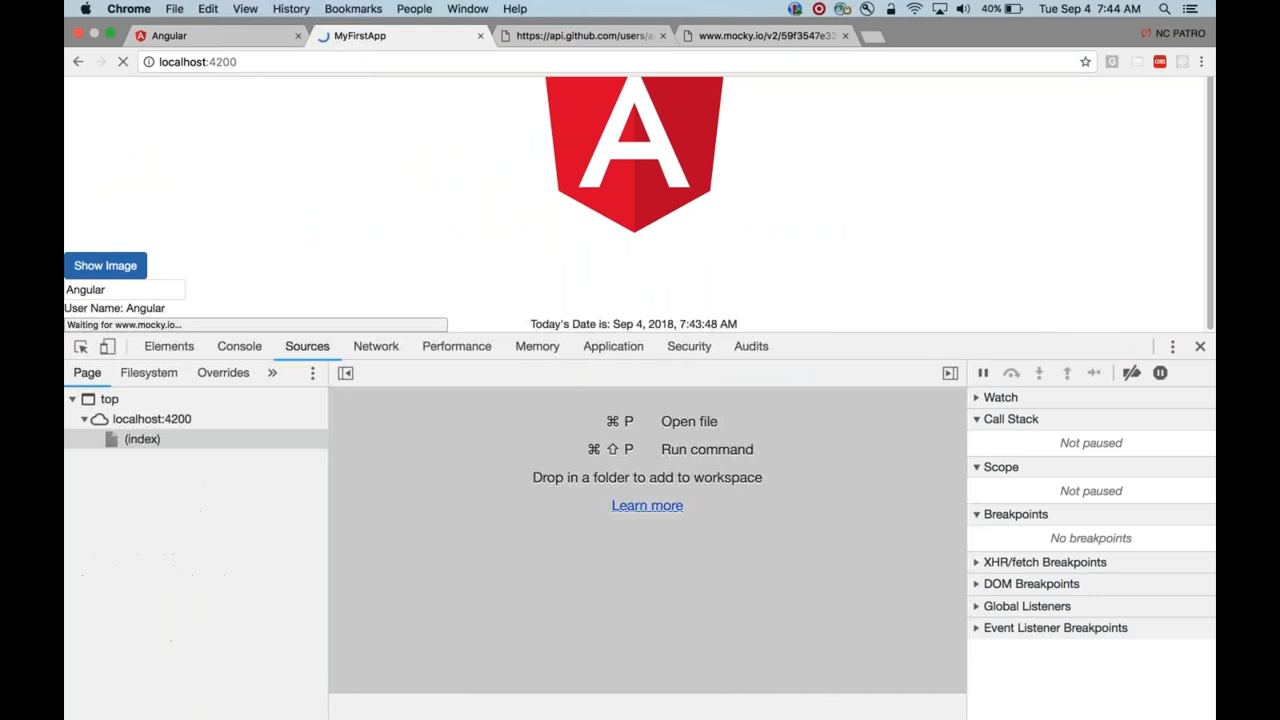 Chrome File Edit View History Bookmarks People Window Help 40% Tue Sep 4 7:44 AM
Angular MyFirstApp https://api.github.com/users/ www.mocky.io/v2/59f3547e32 NC PATRO
localhost:4200
A
Show Image
Angular
User Name: Angular
Waiting for www.mocky.io... Today's Date is: Sep 4, 2018, 7:43:48 AM
Elements Console Sources Network Performance Memory Application Security Audits
Page Filesystem Overrides »
top
localhost:4200
(index)
⌘ P Open file
⌘ ⇧ P Run command
Drop in a folder to add to workspace
Learn more
Watch
Call Stack
Not paused
Scope
Not paused
Breakpoints
No breakpoints
XHR/fetch Breakpoints
DOM Breakpoints
Global Listeners
Event Listener Breakpoints